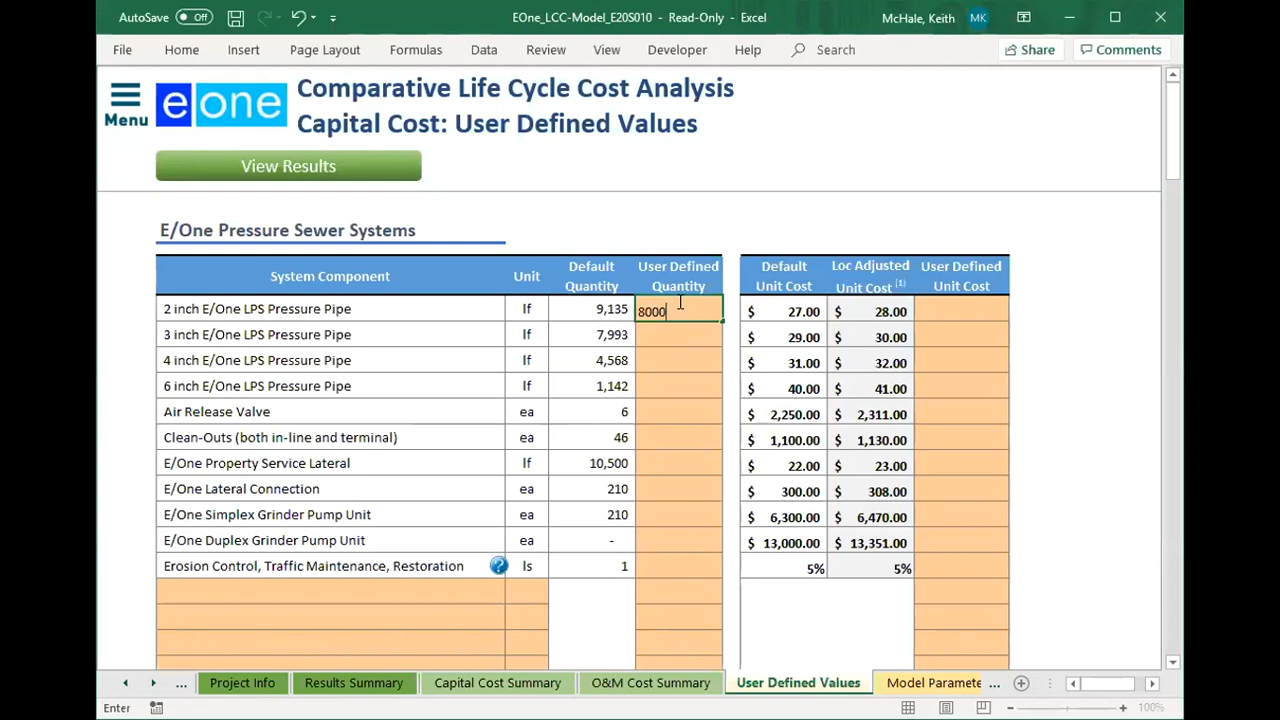 AutoSave Off EOne_LCC-Model_E20S010 - Read-Only - Excel McHale, Keith MK
File Home Insert Page Layout Formulas Data Review View Developer Help Search Share Comments
Menu
e one
Comparative Life Cycle Cost Analysis
Capital Cost: User Defined Values
View Results
E/One Pressure Sewer Systems
System Component Unit Default Quantity User Defined Quantity Default Unit Cost Loc Adjusted Unit Cost [1] User Defined Unit Cost
2 inch E/One LPS Pressure Pipe lf 9,135 8000 $ 27.00 $ 28.00
3 inch E/One LPS Pressure Pipe lf 7,993 $ 29.00 $ 30.00
4 inch E/One LPS Pressure Pipe lf 4,568 $ 31.00 $ 32.00
6 inch E/One LPS Pressure Pipe lf 1,142 $ 40.00 $ 41.00
Air Release Valve ea 6 $ 2,250.00 $ 2,311.00
Clean-Outs (both in-line and terminal) ea 46 $ 1,100.00 $ 1,130.00
E/One Property Service Lateral lf 10,500 $ 22.00 $ 23.00
E/One Lateral Connection ea 210 $ 300.00 $ 308.00
E/One Simplex Grinder Pump Unit ea 210 $ 6,300.00 $ 6,470.00
E/One Duplex Grinder Pump Unit ea - $ 13,000.00 $ 13,351.00
Erosion Control, Traffic Maintenance, Restoration ? ls 1 5% 5%
... Project Info Results Summary Capital Cost Summary O&M Cost Summary User Defined Values Model Paramete ...
Enter 100%